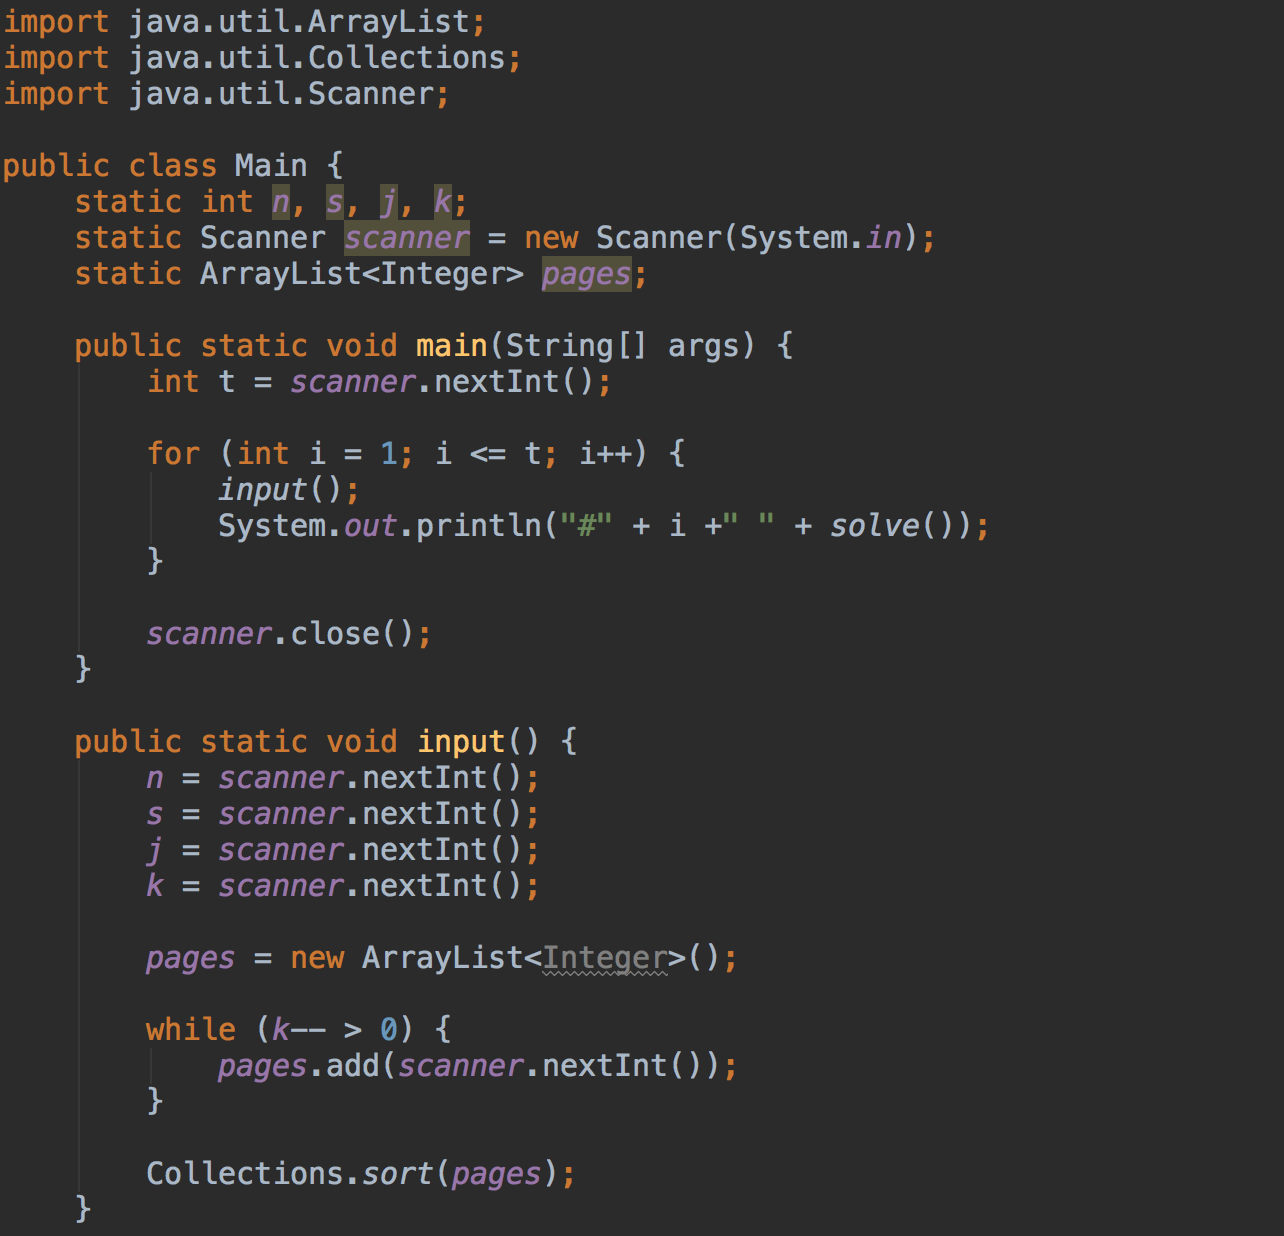 import java.util.ArrayList;
import java.util.Collections;
import java.util.Scanner;

public class Main {
    static int n, s, j, k;
    static Scanner scanner = new Scanner(System.in);
    static ArrayList<Integer> pages;

    public static void main(String[] args) {
        int t = scanner.nextInt();

        for (int i = 1; i <= t; i++) {
            input();
            System.out.println("#" + i +" " + solve());
        }

        scanner.close();
    }

    public static void input() {
        n = scanner.nextInt();
        s = scanner.nextInt();
        j = scanner.nextInt();
        k = scanner.nextInt();

        pages = new ArrayList<Integer>();

        while (k-- > 0) {
            pages.add(scanner.nextInt());
        }

        Collections.sort(pages);
    }